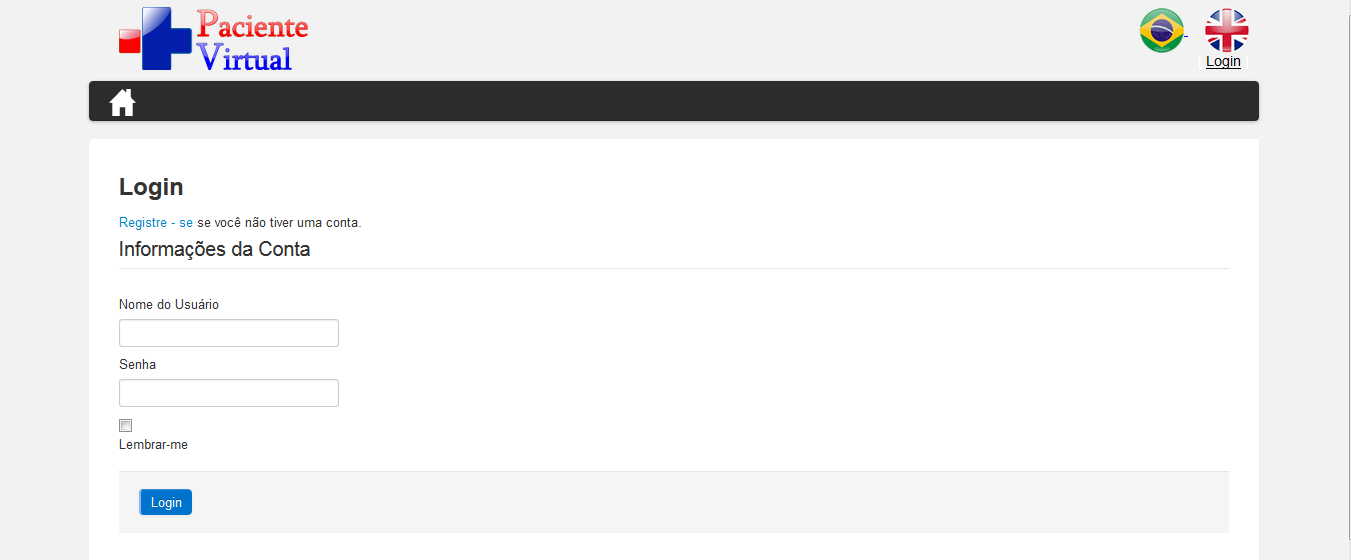 Paciente
Virtual
Login
Login
Registre - se se você não tiver uma conta.
Informações da Conta
Nome do Usuário
Senha
Lembrar-me
Login